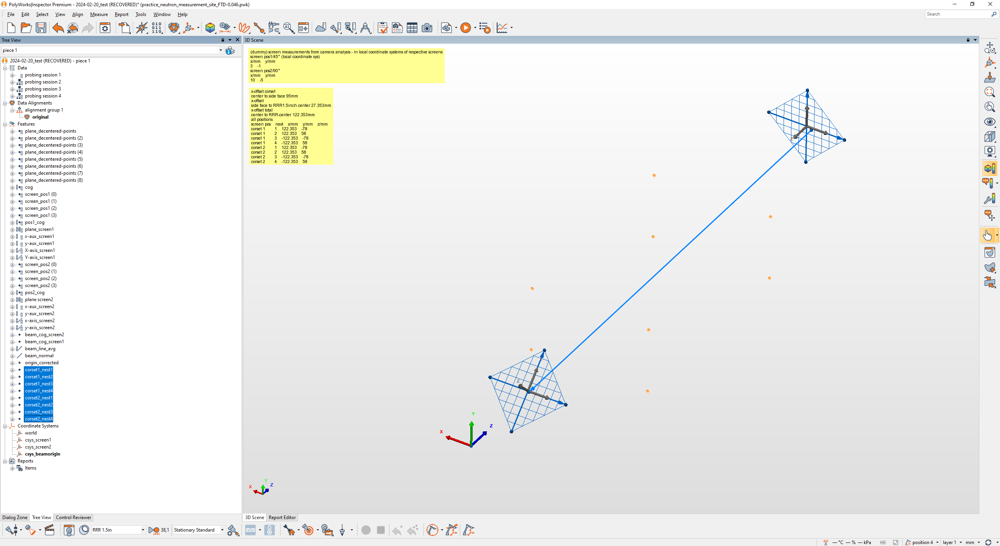 PolyWorks|Inspector Premium - 2024-02-20_test (RECOVERED)* (practice_neutron_measurement_site_FTD-0.046.pwk)
File Edit Select View Align Measure Report Tools Window Help
Search
Tree View
3D Scene
piece 1
2024-02-20_test (RECOVERED) - piece 1
Data
probing session 1
probing session 2
probing session 3
probing session 4
Data Alignments
alignment group 1
original
Features
plane_decentered-points
plane_decentered-points (2)
plane_decentered-points (3)
plane_decentered-points (4)
plane_decentered-points (5)
plane_decentered-points (6)
plane_decentered-points (7)
plane_decentered-points (8)
cog
screen_pos1 (0)
screen_pos1 (1)
screen_pos1 (2)
screen_pos1 (3)
pos1_cog
plane_screen1
x-aux_screen1
y-aux_screen1
X-axis_screen1
Y-axis_screen1
screen_pos2 (0)
screen_pos2 (1)
screen_pos2 (2)
screen_pos2 (3)
pos2_cog
plane screen2
x-aux_screen2
y-aux_screen2
x-axis_screen2
y-axis_screen2
beam_cog_screen2
beam_cog_screen1
beam_line_avg
beam_normal
origin_corrected
corset1_nest1
corset1_nest2
corset1_nest3
corset1_nest4
corset2_nest1
corset2_nest2
corset2_nest3
corset2_nest4
Coordinate Systems
world
csys_screen1
csys_screen2
csys_beamorigin
Reports
Items
(dummy) screen measurements from camera analysis - in local coordinate systems of respective screens
screen pos1/45° (local coordinate sys)
x/mm y/mm
3 -1
screen pos2/90°
x/mm y/mm
10 -5
x-offset corset
center to side face 95mm
x-offset
side face to RRR1.5inch center 27.353mm
x-offset total
center to RRR-center 122.353mm
all positions
screen pos nest x/mm y/mm z/mm
corset 1 1 122.353 -78
corset 1 2 122.353 58
corset 1 3 -122.353 -78
corset 1 4 -122.353 58
corset 2 1 122.353 -78
corset 2 2 122.353 58
corset 2 3 -122.353 -78
corset 2 4 -122.353 58
Z
Z
Y
Z
X
Y
Z
X
Dialog Zone Tree View Control Reviewer
3D Scene Report Editor
RRR 1.5in 38,1 Stationary Standard
— °C — % — kPa position 4 layer 1 mm